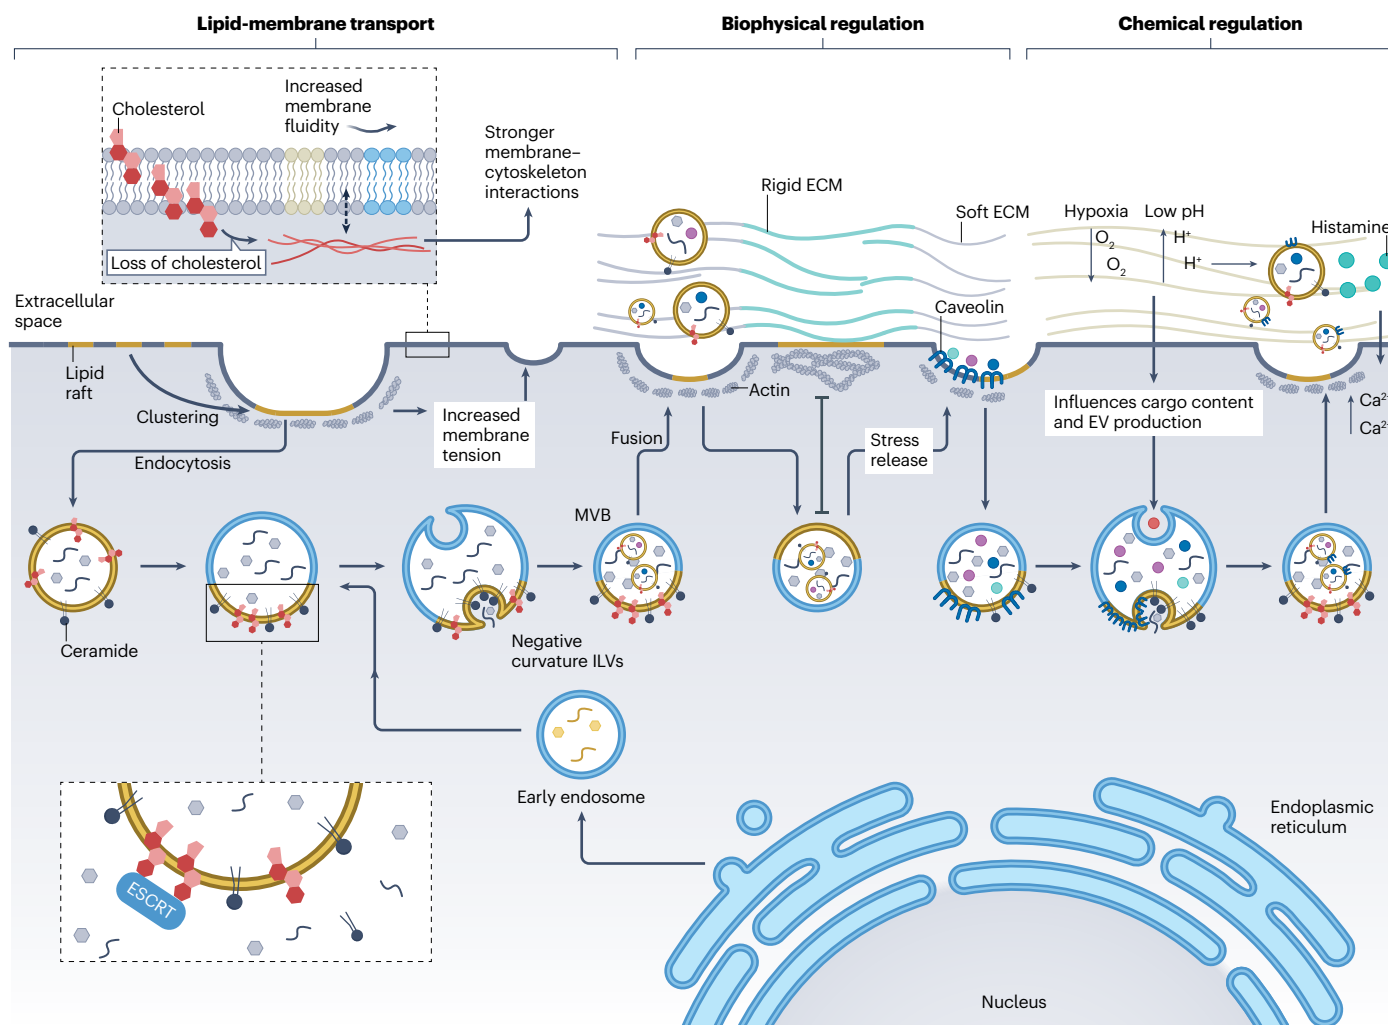 Lipid-membrane transport
Biophysical regulation
Chemical regulation
Cholesterol
Increased
membrane
fluidity
Stronger
membrane–
cytoskeleton
interactions
Loss of cholesterol
Extracellular
space
Lipid
raft
Clustering
Endocytosis
Increased
membrane
tension
Rigid ECM
Soft ECM
Caveolin
Actin
Fusion
Stress
release
MVB
Hypoxia
O2
O2
Low pH
H+
H+
Histamine
Influences cargo content
and EV production
Ca2
Ca2
Ceramide
Negative
curvature ILVs
Early endosome
ESCRT
Endoplasmic
reticulum
Nucleus